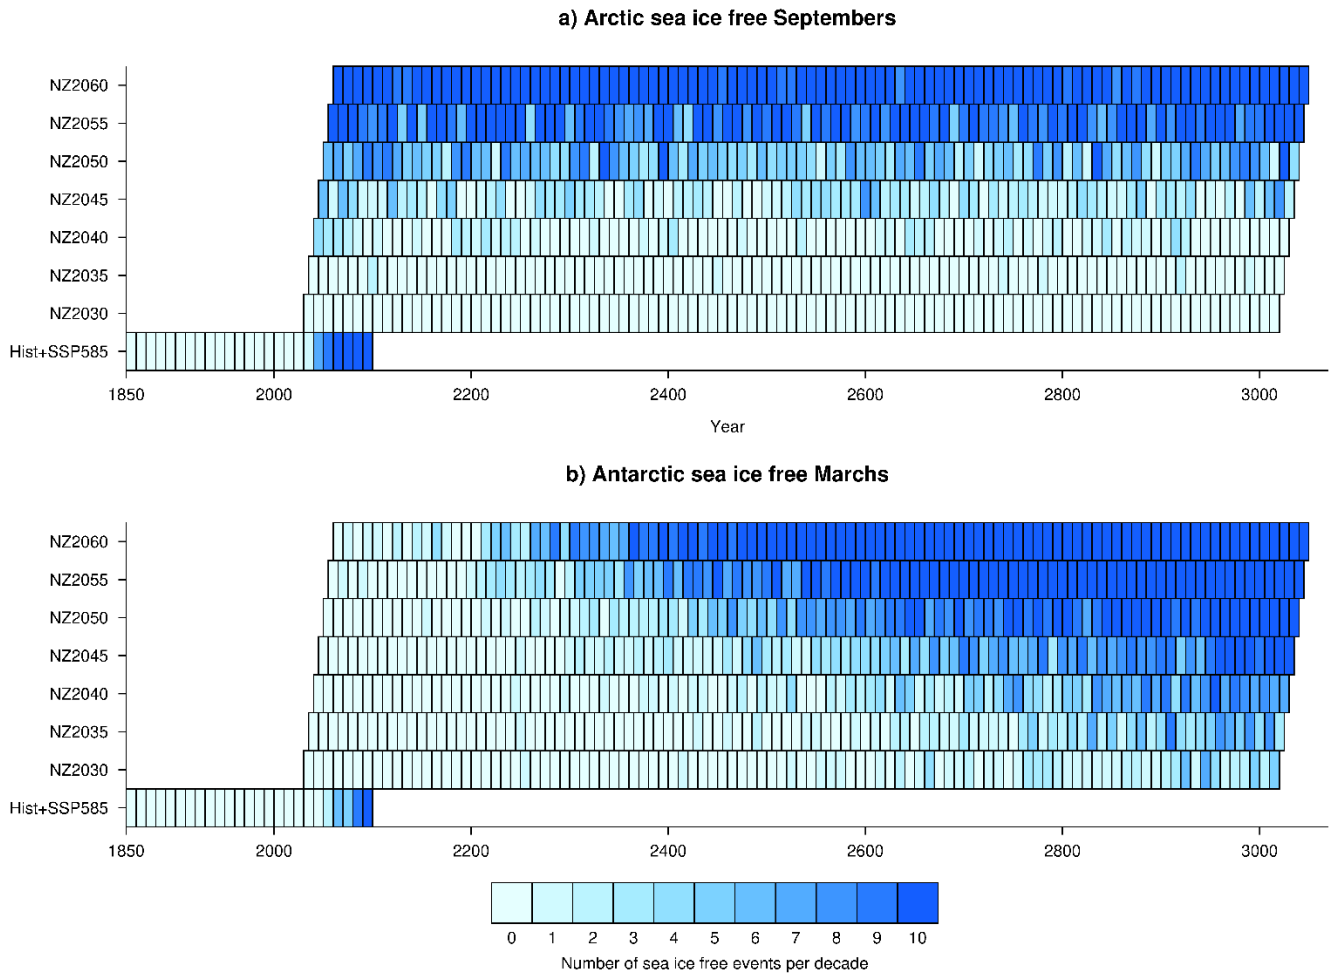 a) Arctic sea ice free Septembers
NZ2060
NZ2055
NZ2050
NZ2045
NZ2040
NZ2035
NZ2030
Hist+SSP585
1850 2000 2200 2400 2600 2800 3000
Year
b) Antarctic sea ice free Marchs
NZ2060
NZ2055
NZ2050
NZ2045
NZ2040
NZ2035
NZ2030
Hist+SSP585
1850 2000 2200 2400 2600 2800 3000
0 1 2 3 4 5 6 7 8 9 10
Number of sea ice free events per decade